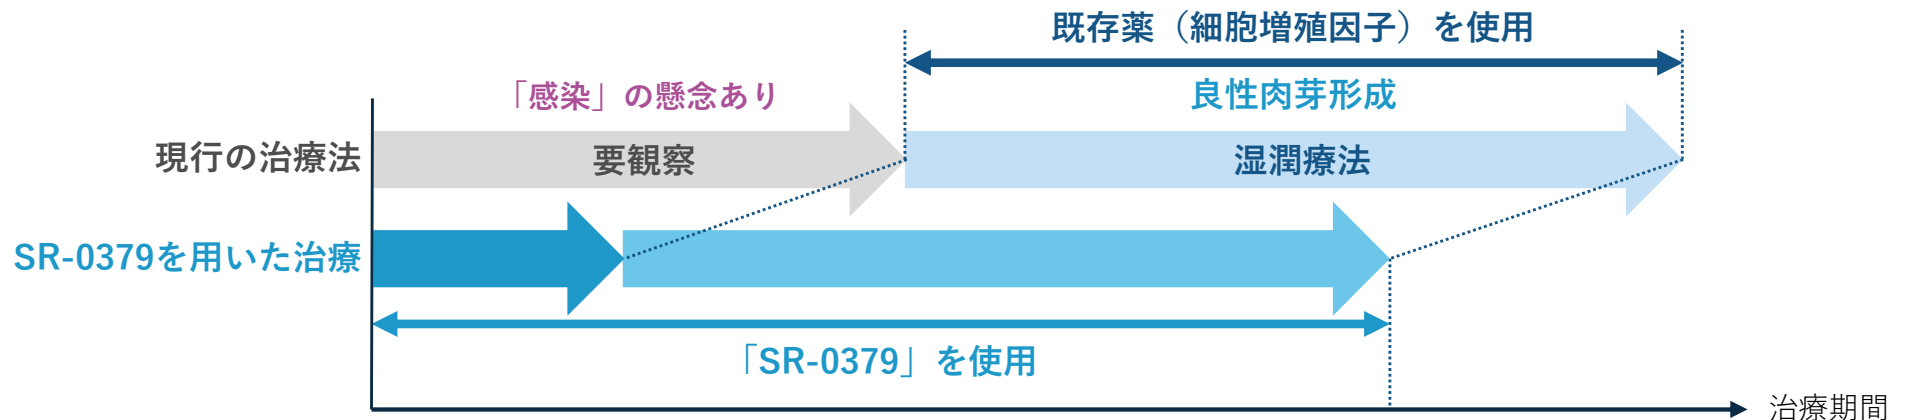 既存薬（細胞増殖因子）を使用
「感染」の懸念あり
良性肉芽形成
現行の治療法
要観察
湿潤療法
SR-0379を用いた治療
「SR-0379」を使用
治療期間